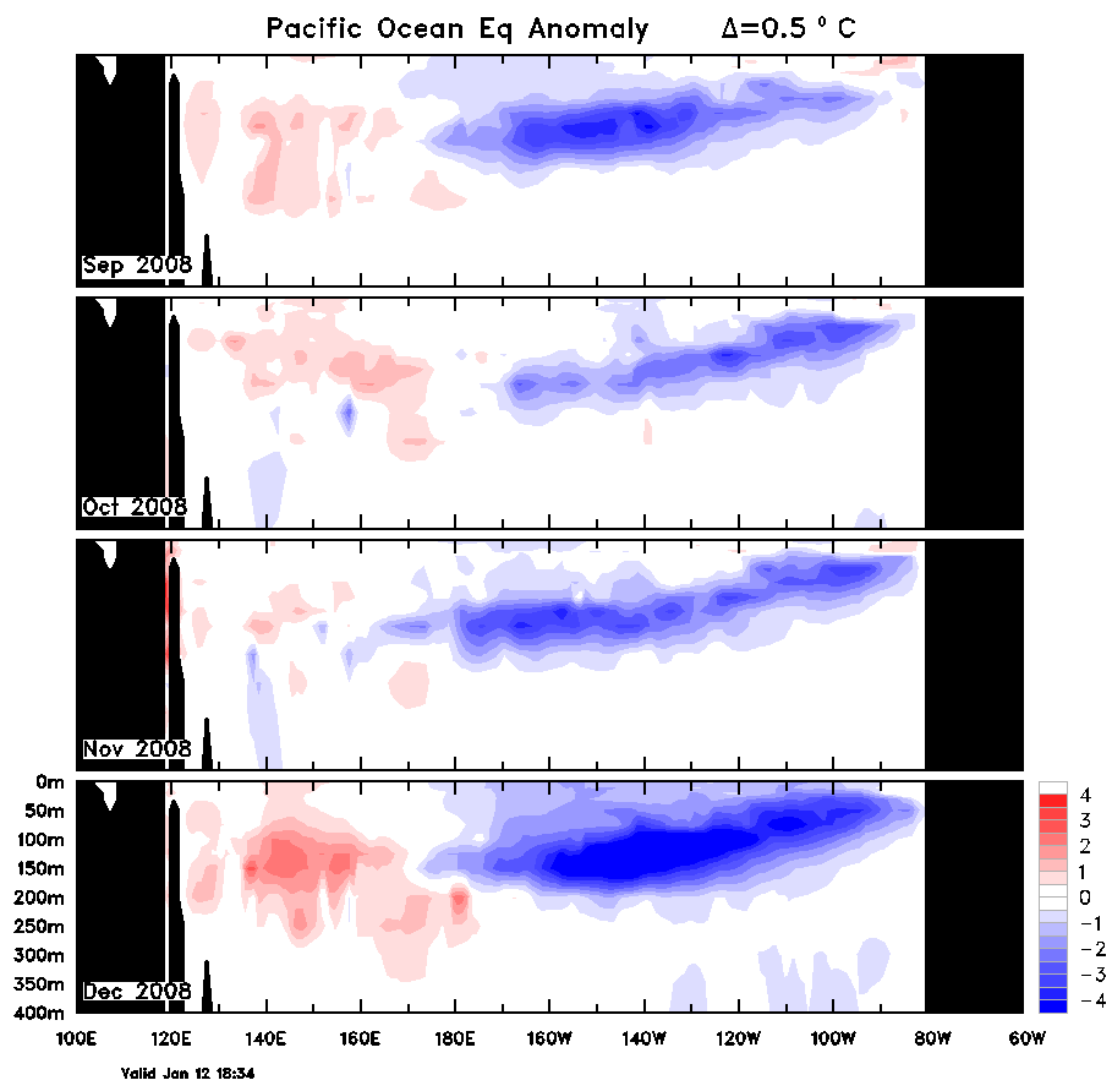 Pacific Ocean Eq Anomaly Δ=0.5 ° C
Sep 2008
Oct 2008
Nov 2008
0m
50m
100m
150m
200m
250m
300m
350m
400m
Dec 2008
4
3
2
1
0
-1
-2
-3
-4
100E 120E 140E 160E 180E 160W 140W 120W 100W 80W 60W
Valid Jan 12 18:34